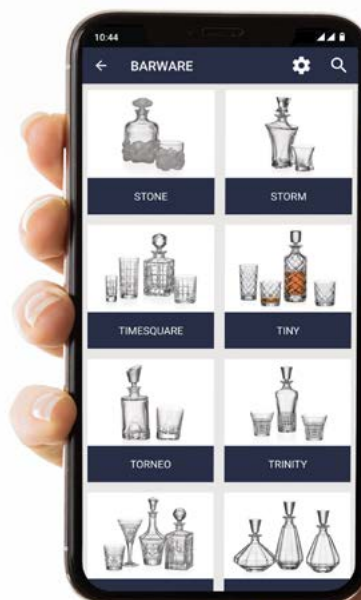 10:44
BARWARE
STONE
STORM
TIMESQUARE
TINY
TORNEO
TRINITY